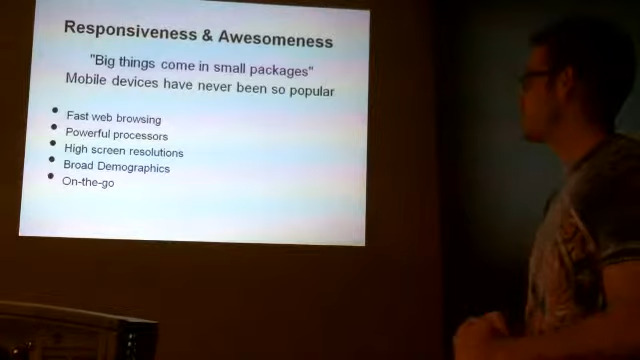 Responsiveness & Awesomeness
"Big things come in small packages"
Mobile devices have never been so popular
• Fast web browsing
• Powerful processors
• High screen resolutions
• Broad Demographics
• On-the-go